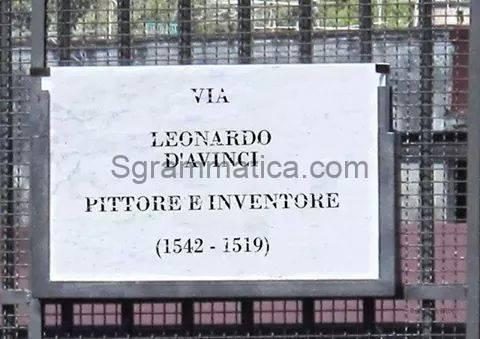 VIA
LEONARDO
D'AVINCI
Sgrammatica.com
PITTORE E INVENTORE
(1542 - 1519)